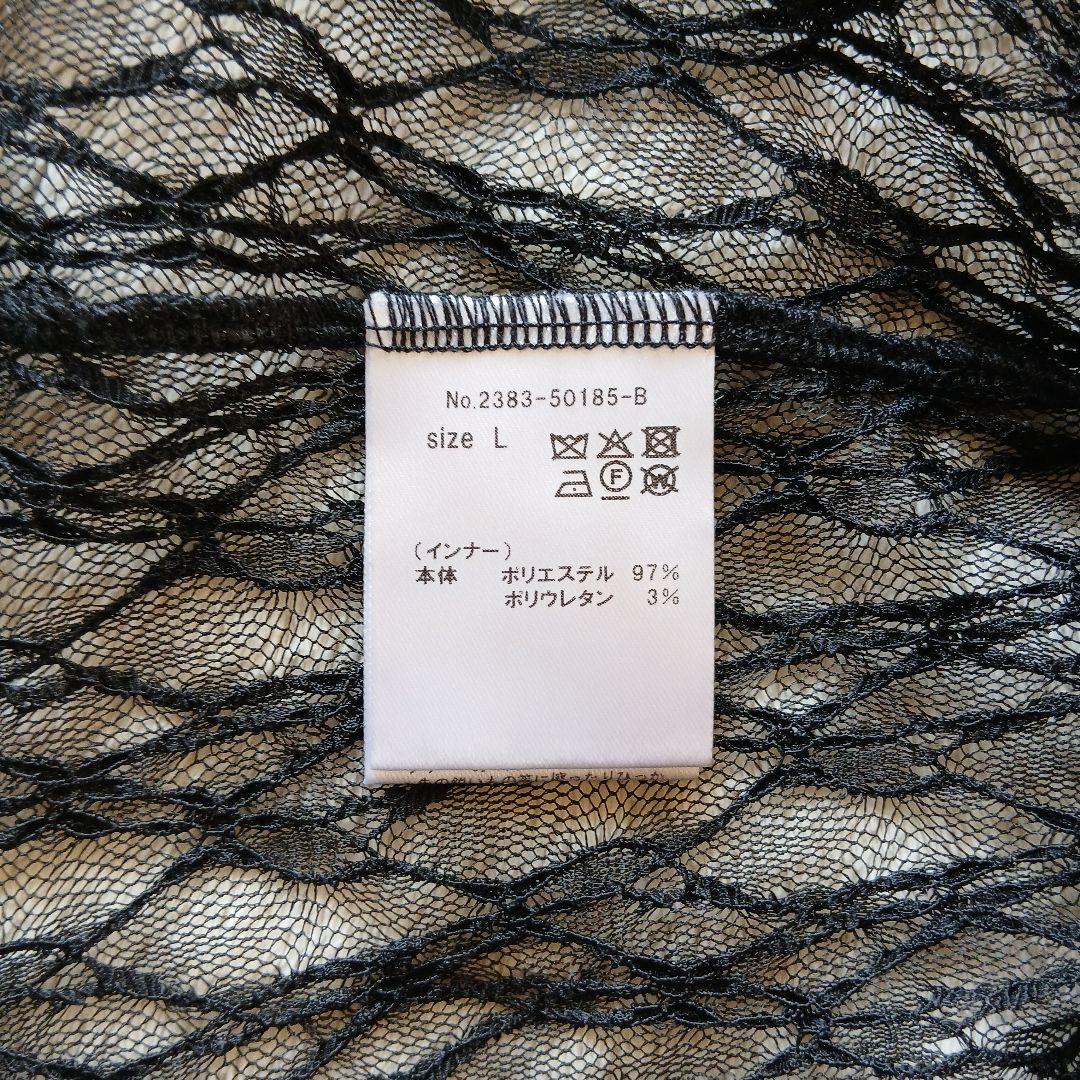 No.2383-50185-B
size L
F
W
(インナー)
本体 ポリエステル 97%
ポリウレタン 3%